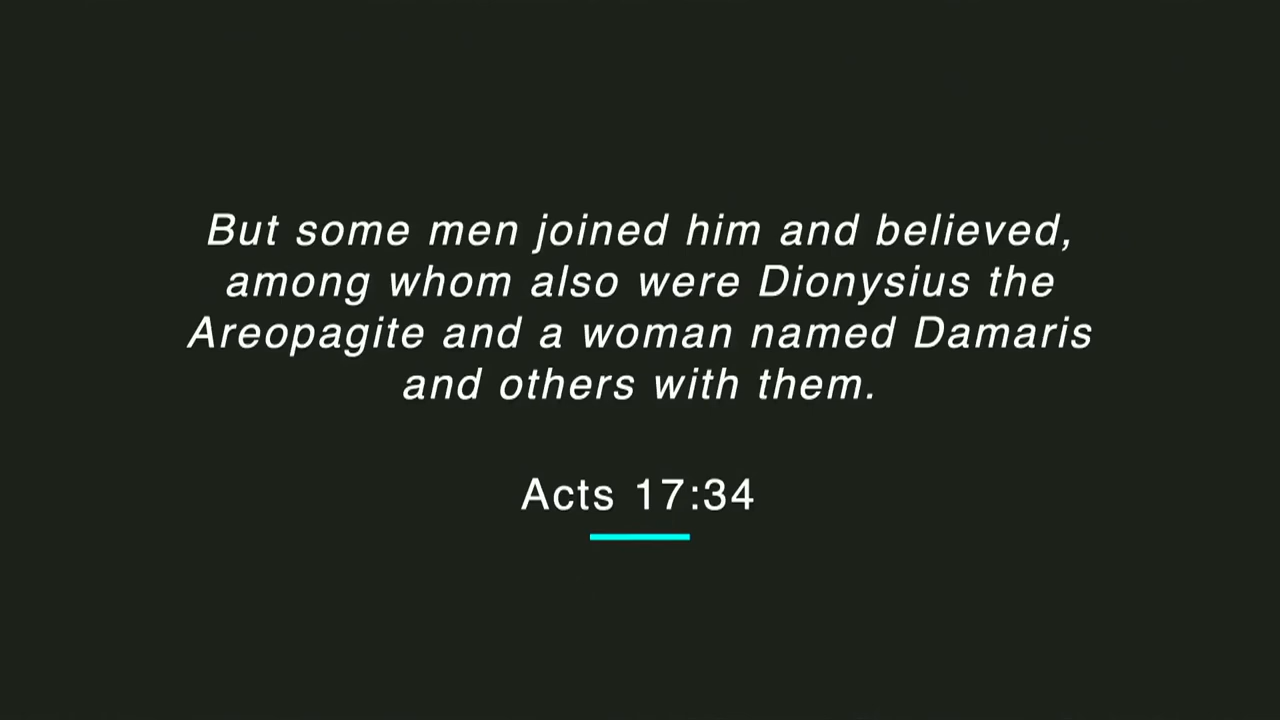 But some men joined him and believed,
among whom also were Dionysius the
Areopagite and a woman named Damaris
and others with them.
Acts 17:34